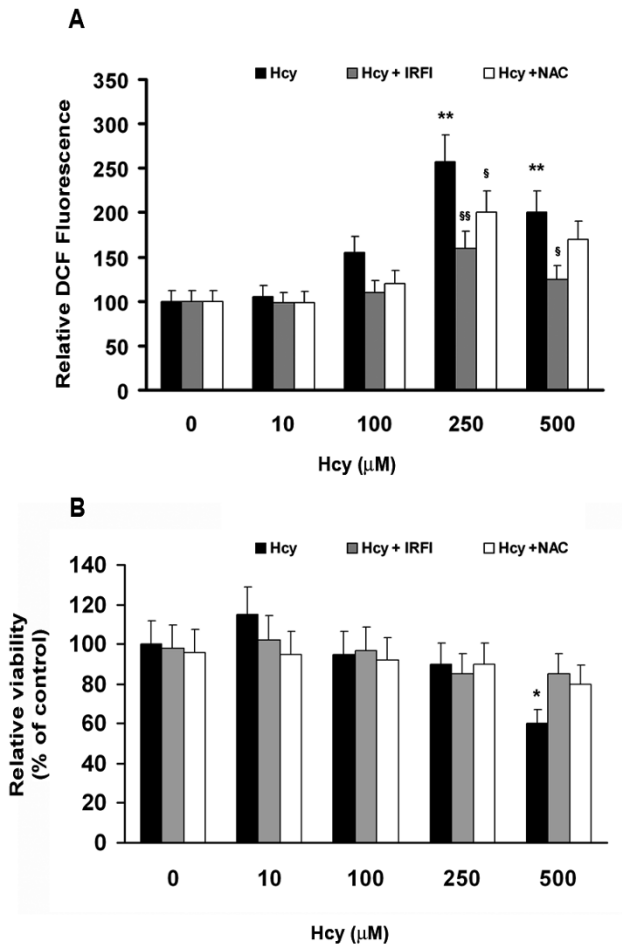 A
Hcy
Hcy + IRFI
Hcy +NAC
Relative DCF Fluorescence
350
300
250
200
150
100
50
0
**
§§
§
**
§
0 10 100 250 500
Hcy (μM)
B
Hcy
Hcy + IRFI
Hcy +NAC
Relative viability
(% of control)
140
120
100
80
60
40
20
0
*
0 10 100 250 500
Hcy (μM)